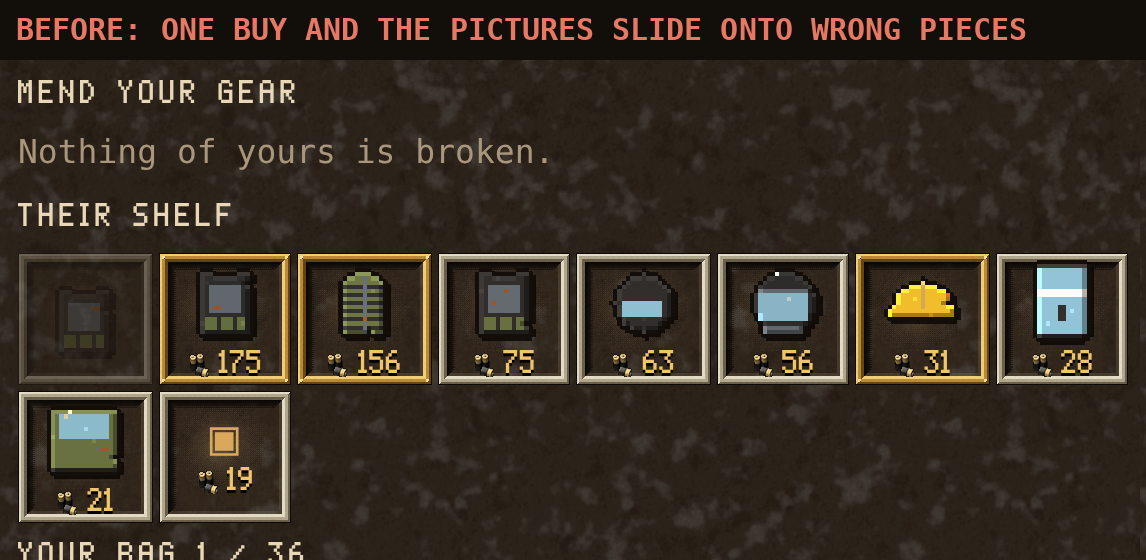 BEFORE: ONE BUY AND THE PICTURES SLIDE ONTO WRONG PIECES
MEND YOUR GEAR
Nothing of yours is broken.
THEIR SHELF
175 156 75 63 56 31 28
21 19
YOUR BAG 1 / 36